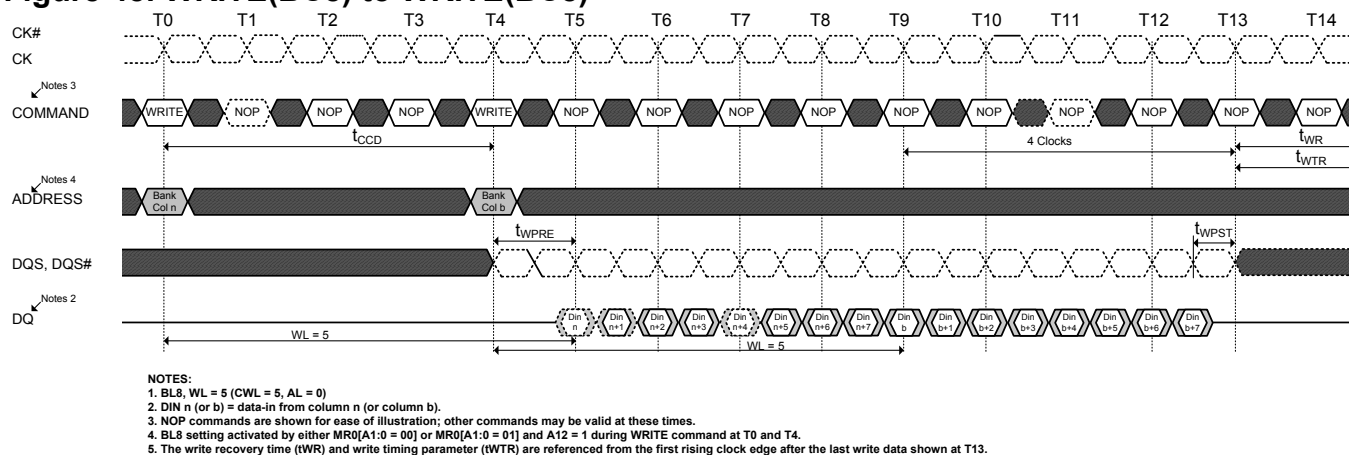 T0 T1 T2 T3 T4 T5 T6 T7 T8 T9 T10 T11 T12 T13 T14
CK#
CK
Notes 3
COMMAND WRITE NOP NOP NOP WRITE NOP NOP NOP NOP NOP NOP NOP NOP NOP NOP
tCCD 4 Clocks tWR
tWTR
Notes 4
ADDRESS
Bank Bank
Col n Col b
tWPRE tWPST
DQS, DQS#
Notes 2
DQ
Din Din Din Din Din Din Din Din Din Din Din Din Din Din Din Din
n n+1 n+2 n+3 n+4 n+5 n+6 n+7 b b+1 b+2 b+3 b+4 b+5 b+6 b+7
WL = 5 WL = 5
NOTES:
1. BL8, WL = 5 (CWL = 5, AL = 0)
2. DIN n (or b) = data-in from column n (or column b).
3. NOP commands are shown for ease of illustration; other commands may be valid at these times.
4. BL8 setting activated by either MR0[A1:0 = 00] or MR0[A1:0 = 01] and A12 = 1 during WRITE command at T0 and T4.
5. The write recovery time (tWR) and write timing parameter (tWTR) are referenced from the first rising clock edge after the last write data shown at T13.